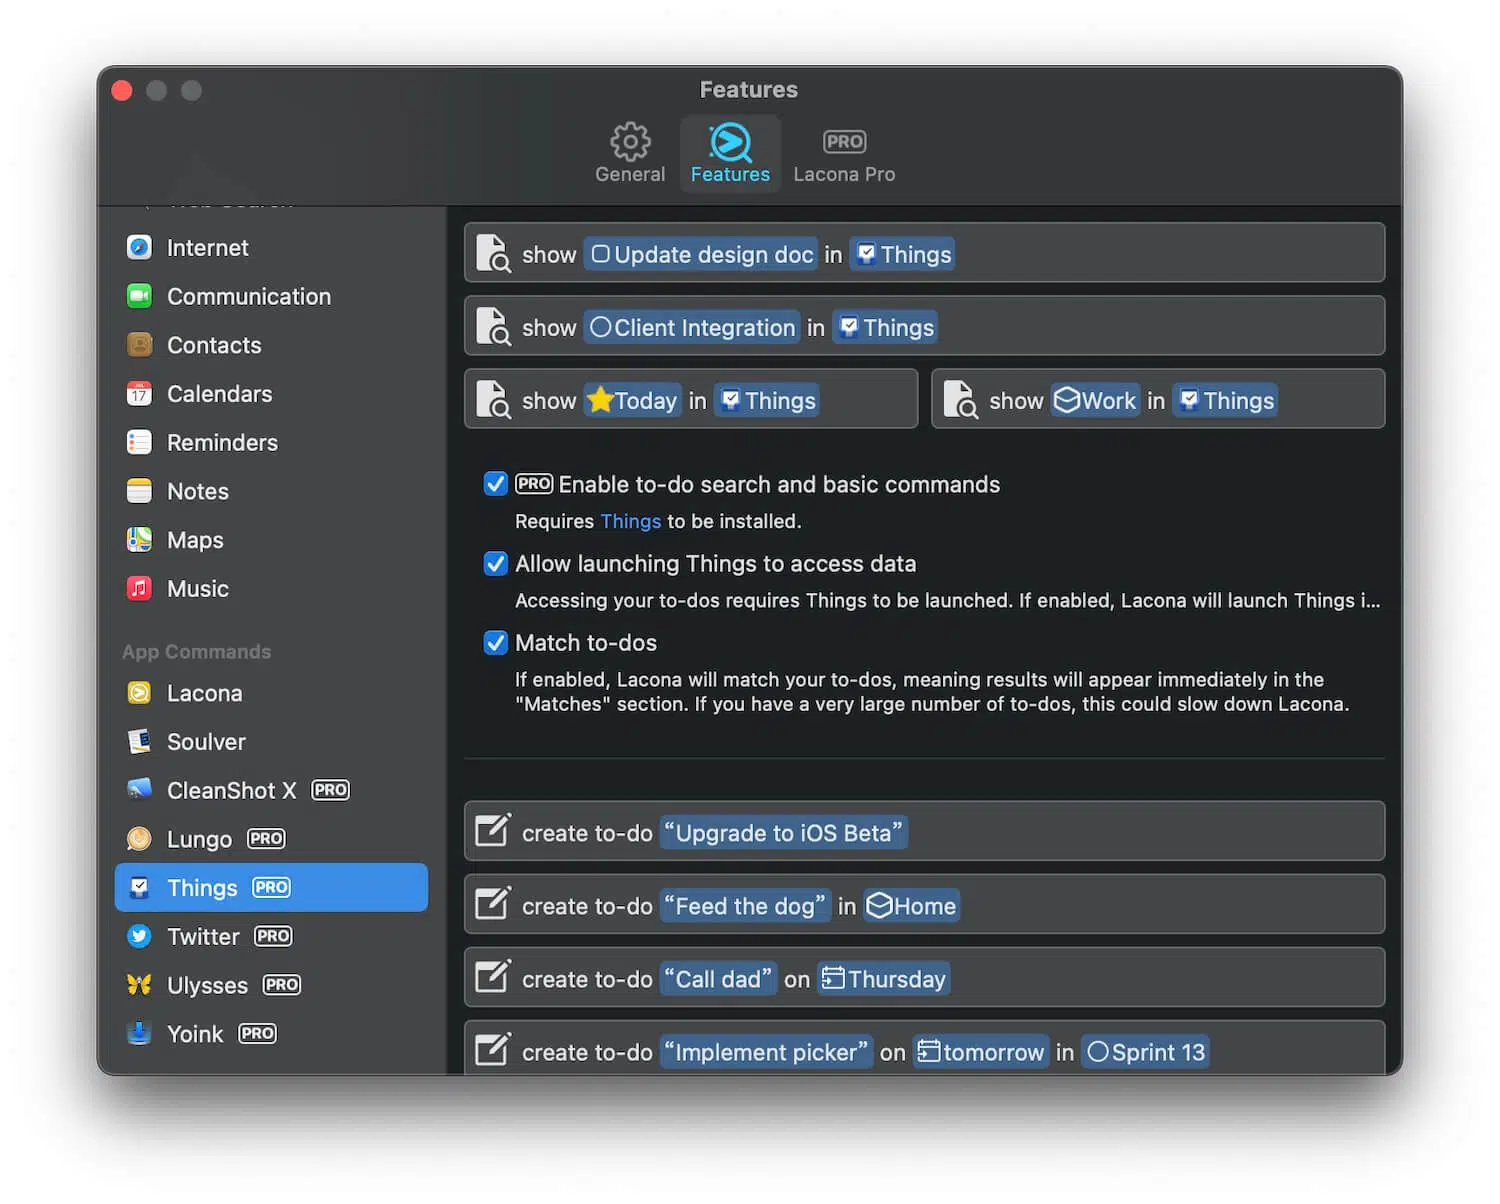 Features
General
Features
PRO
Lacona Pro
Internet
Communication
Contacts
Calendars
17
Reminders
Notes
Maps
Music
App Commands
Lacona
Soulver
CleanShot X PRO
Lungo PRO
Things PRO
Twitter PRO
Ulysses PRO
Yoink PRO
show Update design doc in Things
show Client Integration in Things
show Today in Things
show Work in Things
PRO Enable to-do search and basic commands
Requires Things to be installed.
Allow launching Things to access data
Accessing your to-dos requires Things to be launched. If enabled, Lacona will launch Things i...
Match to-dos
If enabled, Lacona will match your to-dos, meaning results will appear immediately in the
"Matches" section. If you have a very large number of to-dos, this could slow down Lacona.
create to-do “Upgrade to iOS Beta”
create to-do “Feed the dog” in Home
create to-do “Call dad” on Thursday
create to-do “Implement picker” on tomorrow in Sprint 13